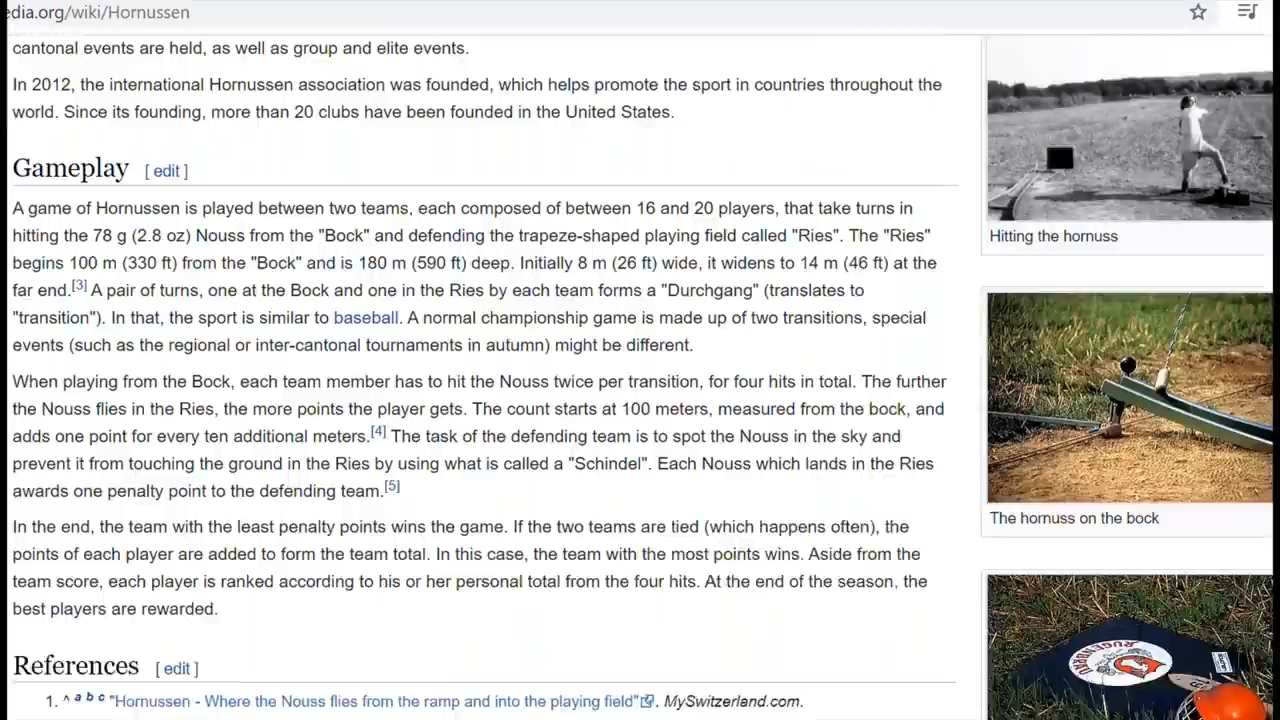 edia.org/wiki/Hornussen
cantonal events are held, as well as group and elite events.
In 2012, the international Hornussen association was founded, which helps promote the sport in countries throughout the
world. Since its founding, more than 20 clubs have been founded in the United States.
Gameplay [ edit ]
A game of Hornussen is played between two teams, each composed of between 16 and 20 players, that take turns in
hitting the 78 g (2.8 oz) Nouss from the "Bock" and defending the trapeze-shaped playing field called "Ries". The "Ries"
begins 100 m (330 ft) from the "Bock" and is 180 m (590 ft) deep. Initially 8 m (26 ft) wide, it widens to 14 m (46 ft) at the
far end.[3] A pair of turns, one at the Bock and one in the Ries by each team forms a "Durchgang" (translates to
"transition"). In that, the sport is similar to baseball. A normal championship game is made up of two transitions, special
events (such as the regional or inter-cantonal tournaments in autumn) might be different.
When playing from the Bock, each team member has to hit the Nouss twice per transition, for four hits in total. The further
the Nouss flies in the Ries, the more points the player gets. The count starts at 100 meters, measured from the bock, and
adds one point for every ten additional meters.[4] The task of the defending team is to spot the Nouss in the sky and
prevent it from touching the ground in the Ries by using what is called a "Schindel". Each Nouss which lands in the Ries
awards one penalty point to the defending team.[5]
In the end, the team with the least penalty points wins the game. If the two teams are tied (which happens often), the
points of each player are added to form the team total. In this case, the team with the most points wins. Aside from the
team score, each player is ranked according to his or her personal total from the four hits. At the end of the season, the
best players are rewarded.
References [ edit ]
1. ^ a b c "Hornussen - Where the Nouss flies from the ramp and into the playing field". MySwitzerland.com.
Hitting the hornuss
The hornuss on the bock